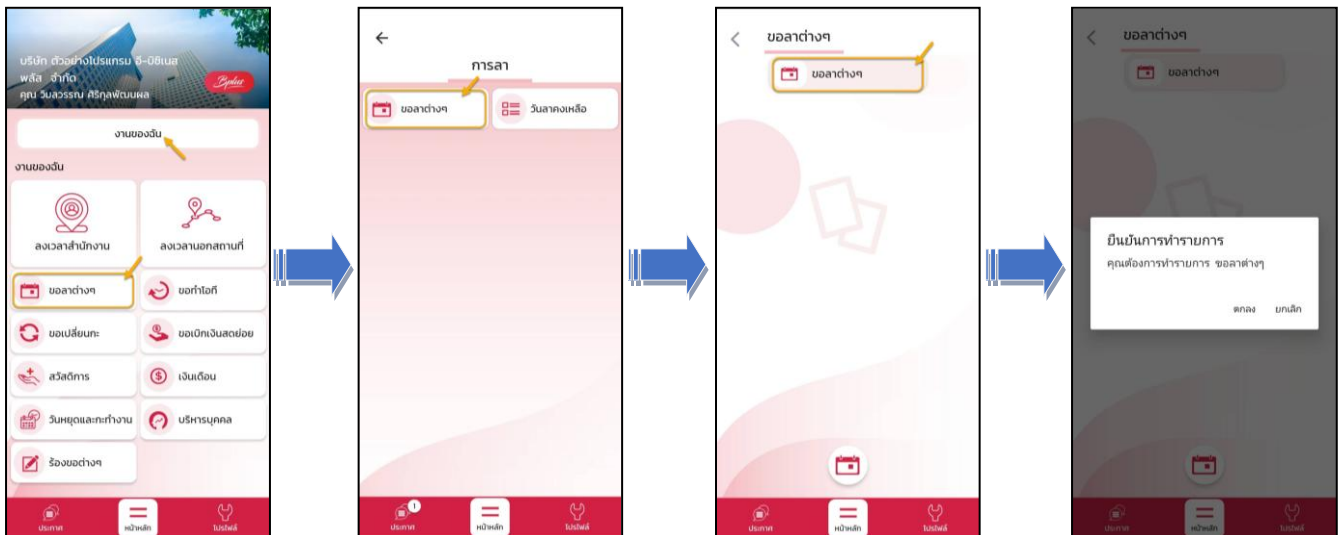 บริษัท ตัวอย่างโปรแกรม อี-บิซิเนส
พลัส จำกัด
คุณ วิมลวรรณ ศิริกุลพัฒนผล
Bplus
งานของฉัน
งานของฉัน
ลงเวลาสำนักงาน
ลงเวลานอกสถานที่
ขอลาต่างๆ
ขอทำโอที
ขอเปลี่ยนกะ
ขอเบิกเงินสดย่อย
สวัสดิการ
เงินเดือน
วันหยุดและกะทำงาน
บริหารบุคคล
ร้องขอต่างๆ
ประกาศ
หน้าหลัก
โปรไฟล์
การลา
ขอลาต่างๆ
วันลาคงเหลือ
1
ประกาศ
หน้าหลัก
โปรไฟล์
ขอลาต่างๆ
ขอลาต่างๆ
ประกาศ
หน้าหลัก
โปรไฟล์
ขอลาต่างๆ
ขอลาต่างๆ
ยืนยันการทำรายการ
คุณต้องการทำรายการ ขอลาต่างๆ
ตกลง
ยกเลิก
ประกาศ
หน้าหลัก
โปรไฟล์